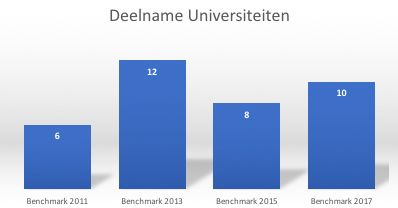 Deelname Universiteiten
6
12
8
10
Benchmark 2011
Benchmark 2013
Benchmark 2015
Benchmark 2017